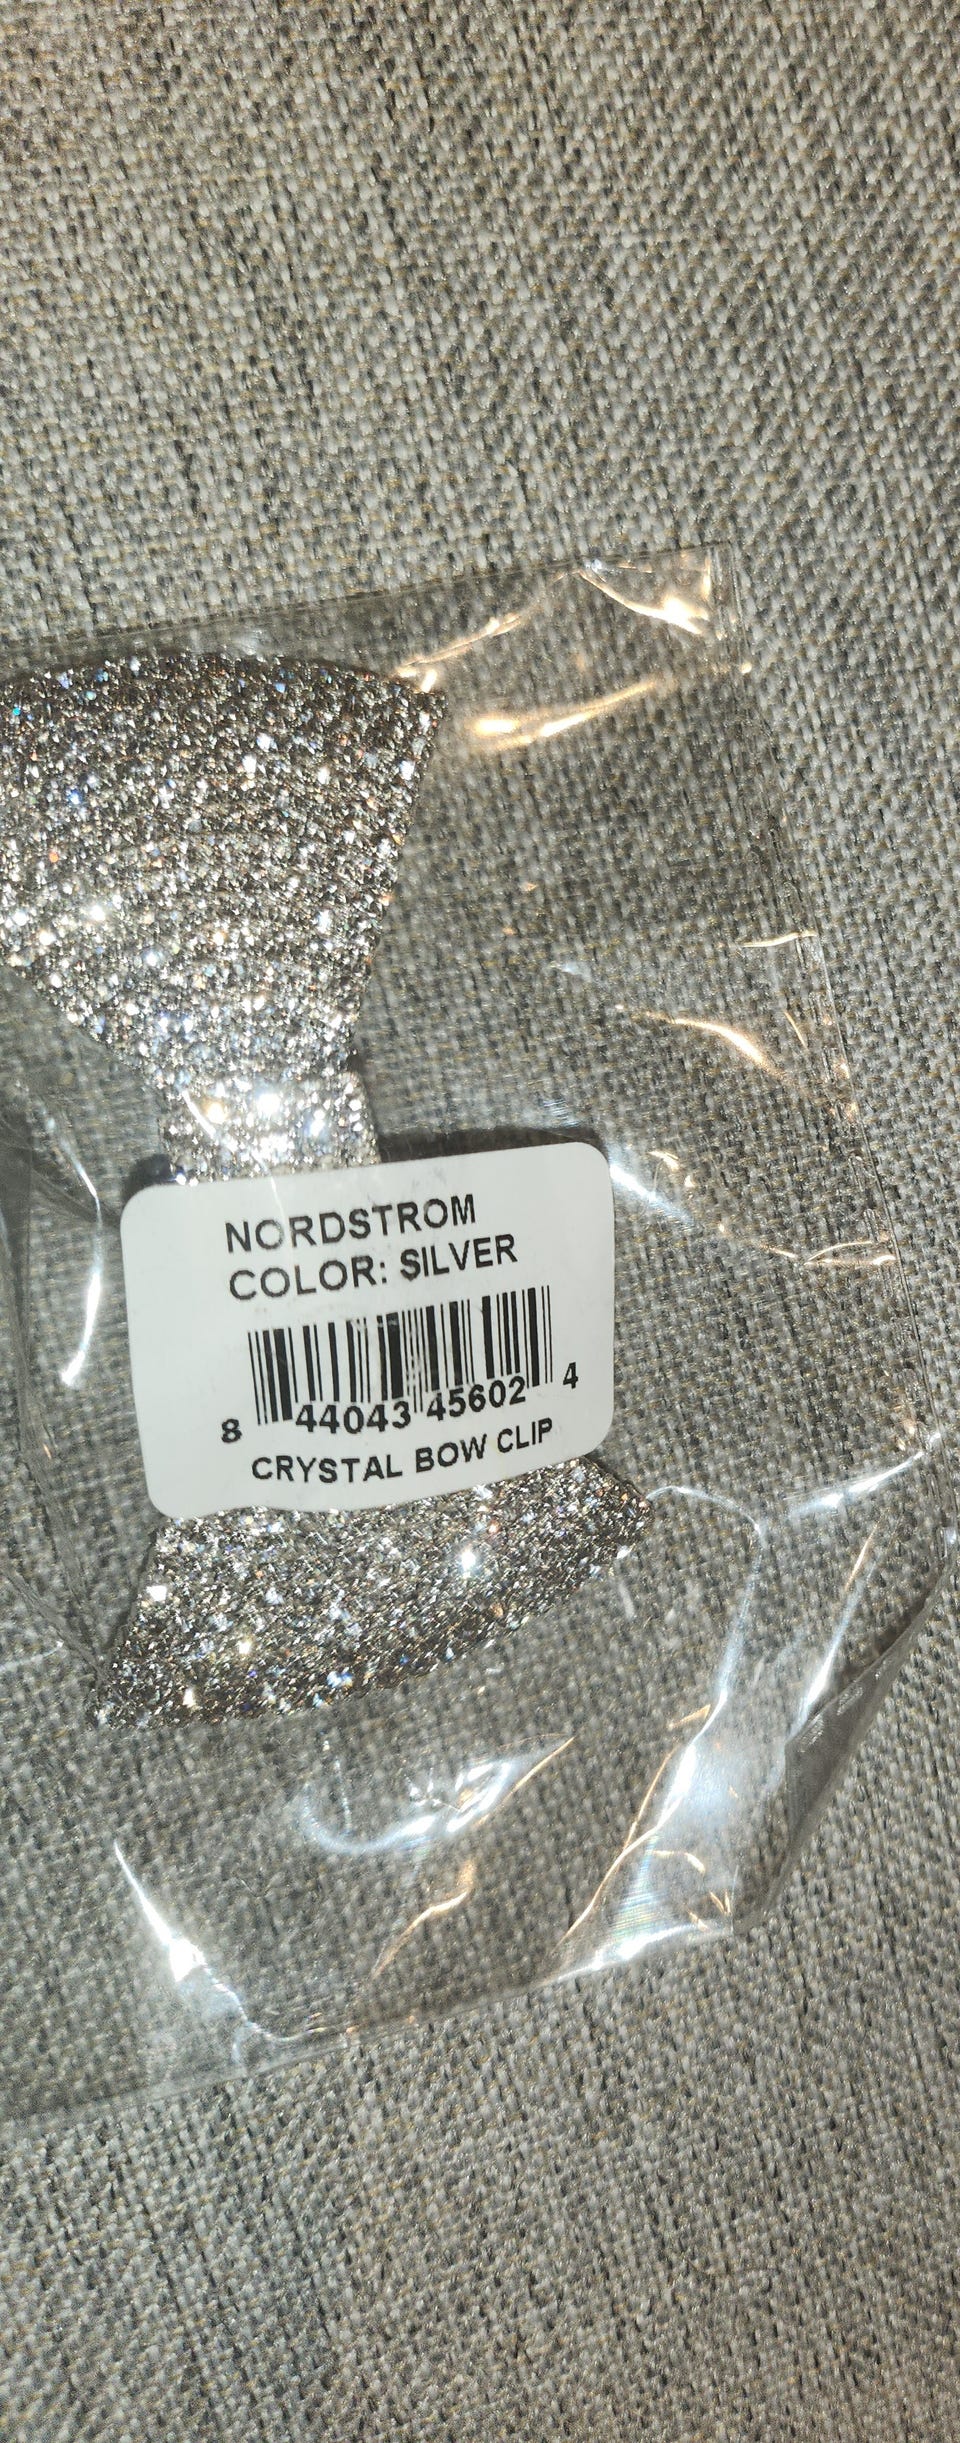 NORDSTROM
COLOR: SILVER
8 44043 45602 4
CRYSTAL BOW CLIP